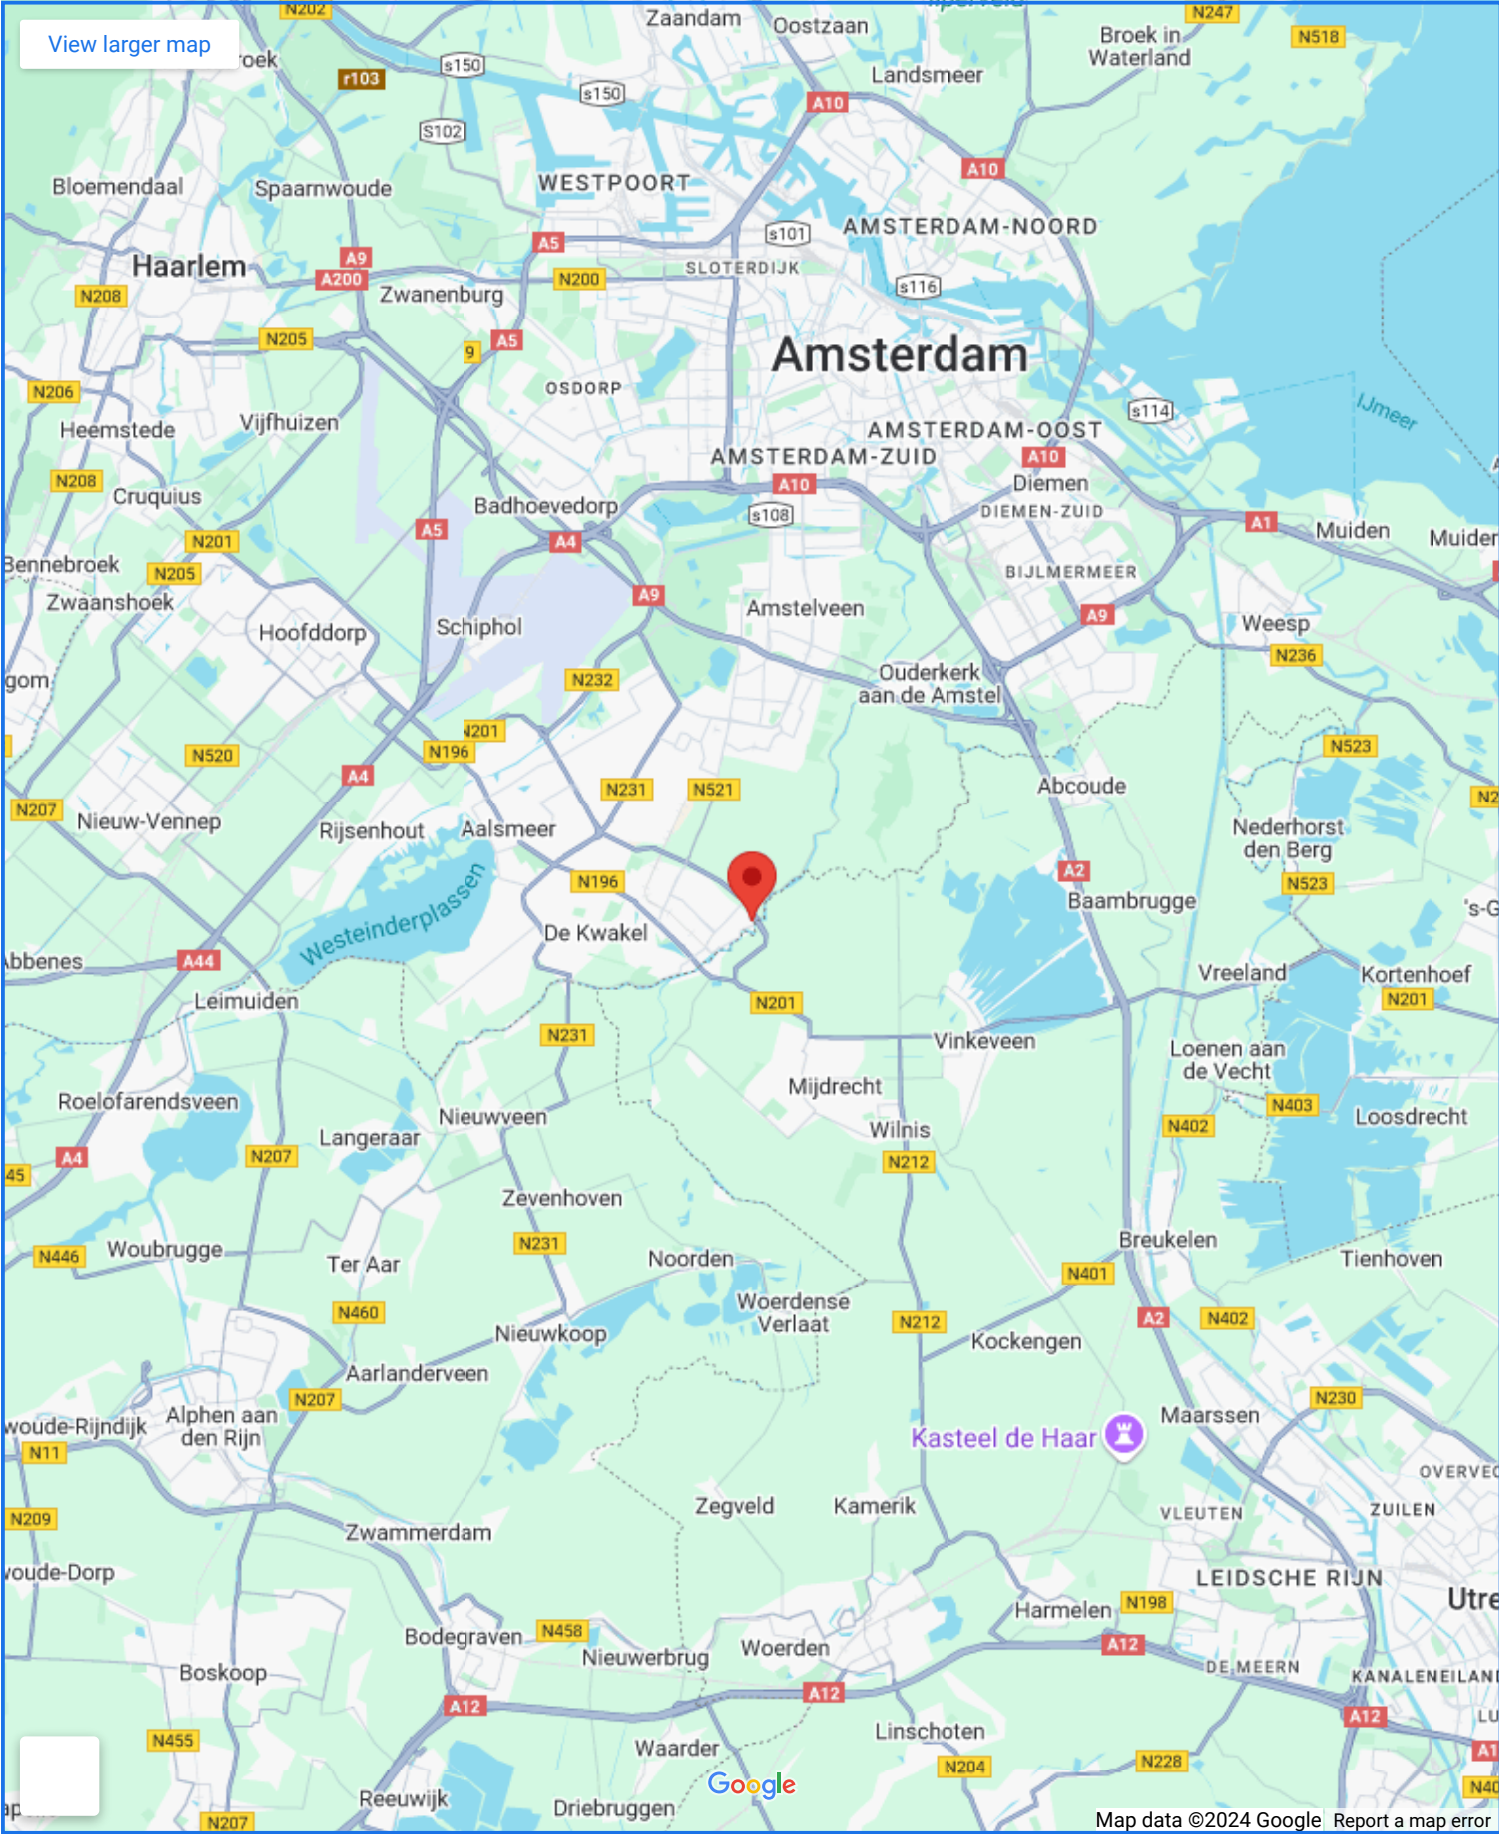 N202
Zaandam
Oostzaan
N247
N518
View larger map
Broek in
Waterland
s150
r103
s150
Landsmeer
A10
S102
A10
Bloemendaal
Spaarnwoude
WESTPOORT
AMSTERDAM-NOORD
s101
A5
A9
Haarlem
SLOTERDIJK
A200
N200
s116
N208
Zwanenburg
N205
A5
9
Amsterdam
OSDORP
N206
s114
IJmeer
Vijfhuizen
Heemstede
AMSTERDAM-OOST
AMSTERDAM-ZUID
A10
N208
Diemen
A10
Cruquius
Badhoevedorp
s108
DIEMEN-ZUID
A1
Muiden
A5
N201
A4
Bennebroek
N205
BIJLMERMEER
Zwaanshoek
A9
Amstelveen
A9
Weesp
Hoofddorp
Schiphol
N236
Ouderkerk
aan de Amstel
gom
N232
N201
N196
N520
N523
A4
Abcoude
N231
N521
N207
Nieuw-Vennep
Rijsenhout
Aalsmeer
Nederhorst
den Berg
A2
N196
N523
Baambrugge
Westeinderplassen
De Kwakel
Abbenes
A44
Vreeland
Kortenhoef
Leimuiden
N201
N201
N231
Vinkeveen
Loenen aan
de Vecht
Mijdrecht
Roelofarendsveen
N403
Nieuwveen
Loosdrecht
N402
Langeraar
Wilnis
A4
N207
N212
45
Zevenhoven
N446
Woubrugge
N231
Breukelen
Ter Aar
Noorden
Tienhoven
N401
Woerdense
Verlaat
N460
N212
A2
N402
Nieuwkoop
Kockengen
Aarlanderveen
N207
N230
woude-Rijndijk
Alphen aan
den Rijn
Maarssen
N11
Kasteel de Haar
OVERVEC
Zegveld
Kamerik
ZUILEN
N209
VLEUTEN
Zwammerdam
woude-Dorp
LEIDSCHE RIJN
Utre
Harmelen
N198
Bodegraven
N458
Woerden
A12
Nieuwerbrug
DE MEERN
Boskoop
KANALENEILAND
A12
A12
A12
Linschoten
N455
Waarder
N228
N204
Google
Reeuwijk
Driebruggen
N207
Map data ©2024 Google
Report a map error